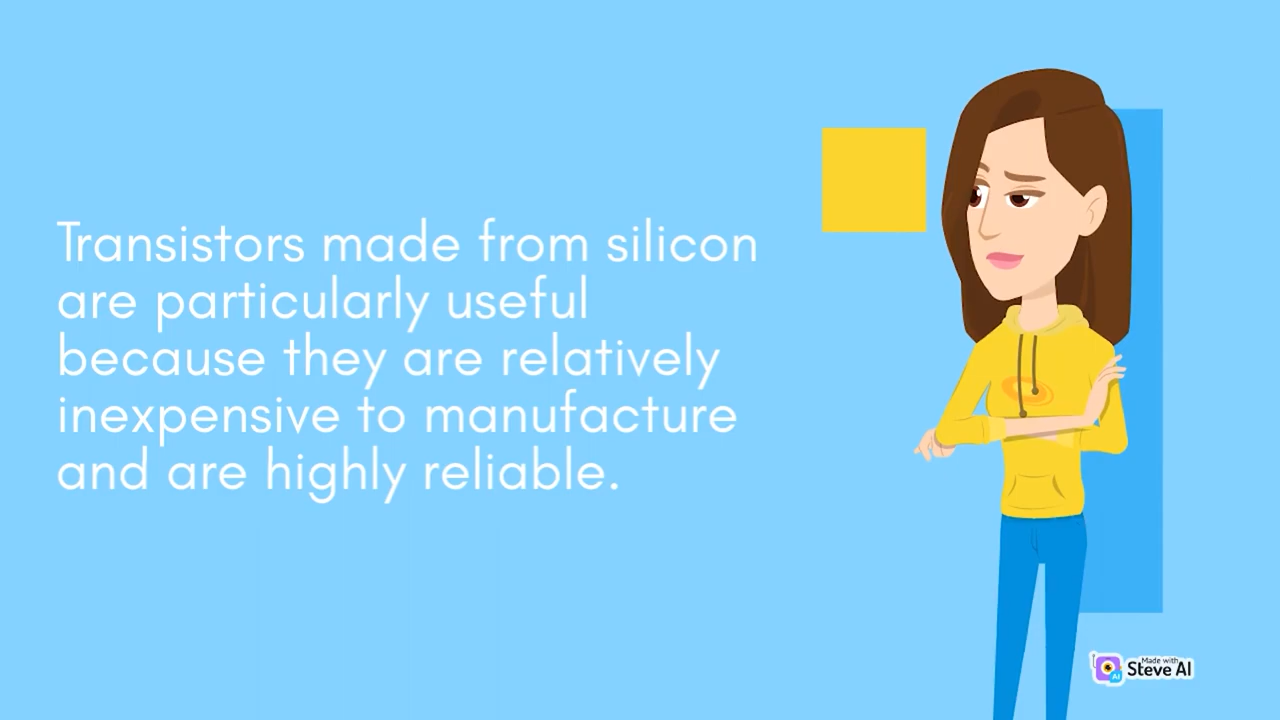 Transistors made from silicon
are particularly useful
because they are relatively
inexpensive to manufacture
and are highly reliable.
Made with
Steve AI
AI